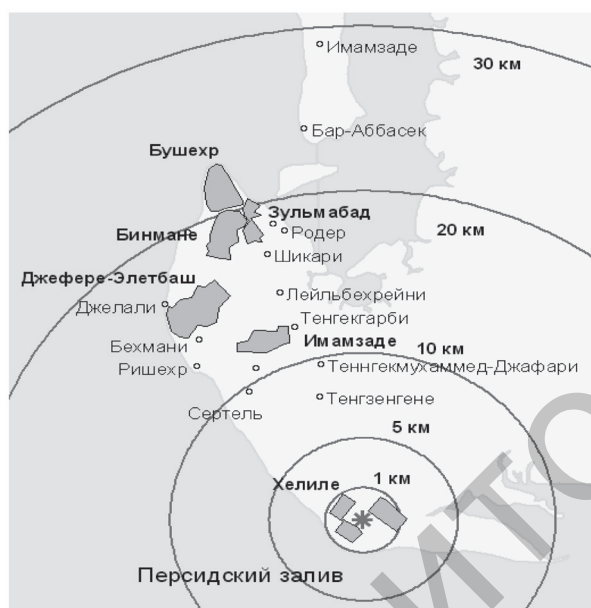 Имамзаде
30 км
Бар-Аббасек
Бушехр
Зульмабад
20 км
Бинмане
Родер
Шикари
Джефере-Элетбаш
Лейльбехрейни
Джелали
Тенгекгарби
Бехмани
Имамзаде
10 км
Ришехр
Теннгекмухаммед-Джафари
Сертель
Тенгзенгене
5 км
Хелиле
1 км
Персидский залив
ИТО